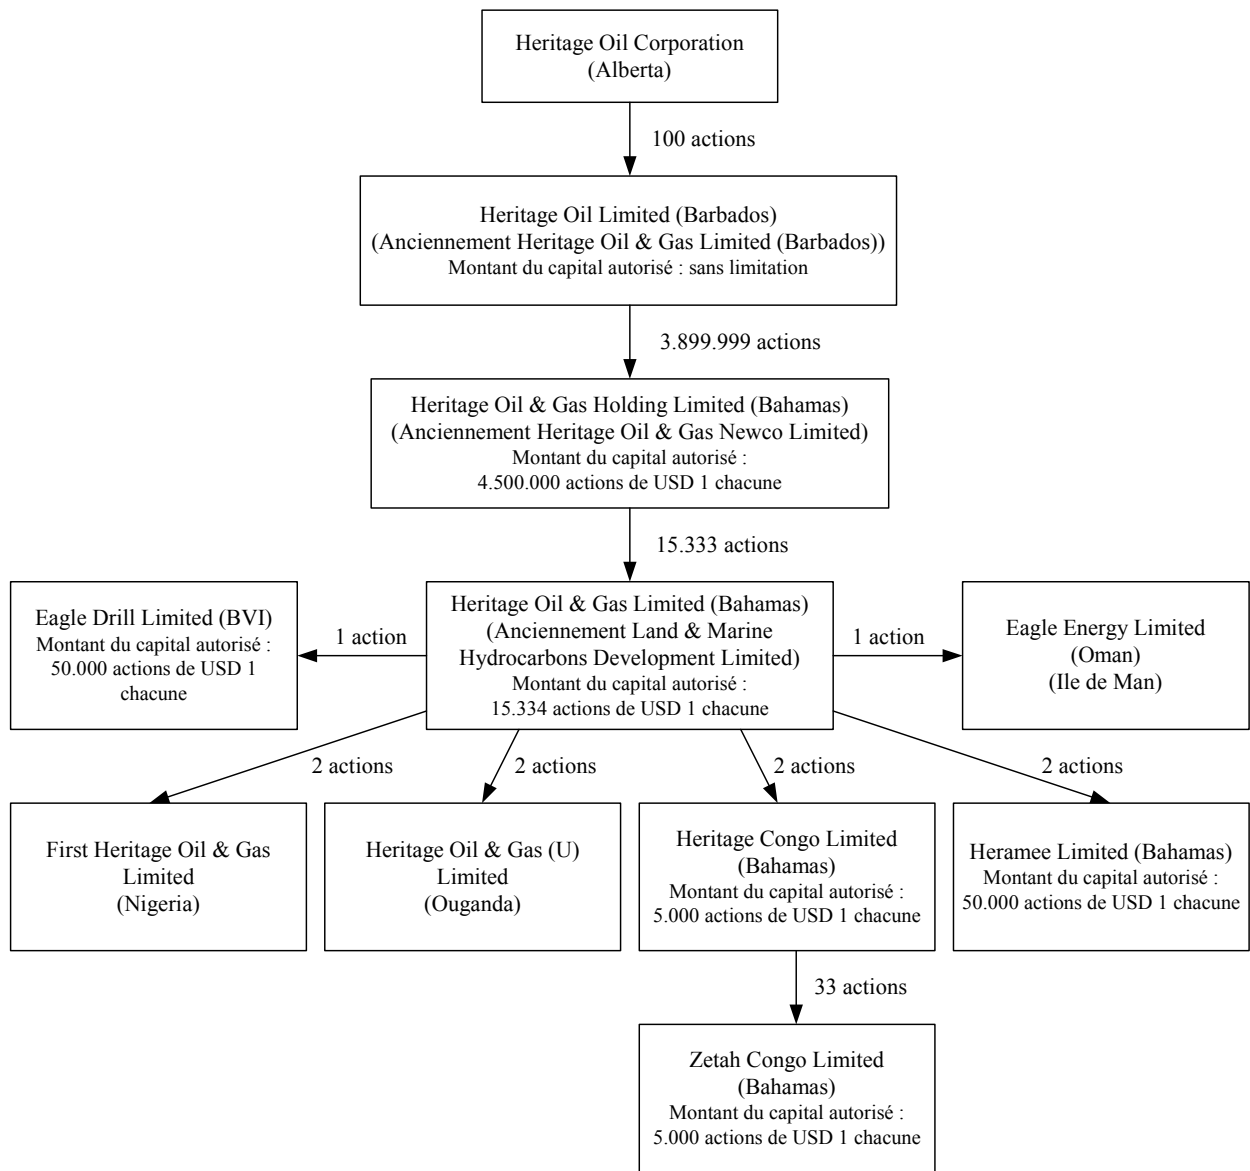 Heritage Oil Corporation
(Alberta)
100 actions
Heritage Oil Limited (Barbados)
(Anciennement Heritage Oil & Gas Limited (Barbados))
Montant du capital autorisé : sans limitation
3.899.999 actions
Heritage Oil & Gas Holding Limited (Bahamas)
(Anciennement Heritage Oil & Gas Newco Limited)
Montant du capital autorisé :
4.500.000 actions de USD 1 chacune
15.333 actions
Eagle Drill Limited (BVI)
Montant du capital autorisé :
50.000 actions de USD 1
chacune
1 action
Heritage Oil & Gas Limited (Bahamas)
(Anciennement Land & Marine
Hydrocarbons Development Limited)
Montant du capital autorisé :
15.334 actions de USD 1 chacune
1 action
Eagle Energy Limited
(Oman)
(Ile de Man)
2 actions
2 actions
2 actions
2 actions
First Heritage Oil & Gas
Limited
(Nigeria)
Heritage Oil & Gas (U)
Limited
(Ouganda)
Heritage Congo Limited
(Bahamas)
Montant du capital autorisé :
5.000 actions de USD 1 chacune
Heramee Limited (Bahamas)
Montant du capital autorisé :
50.000 actions de USD 1 chacune
33 actions
Zetah Congo Limited
(Bahamas)
Montant du capital autorisé :
5.000 actions de USD 1 chacune